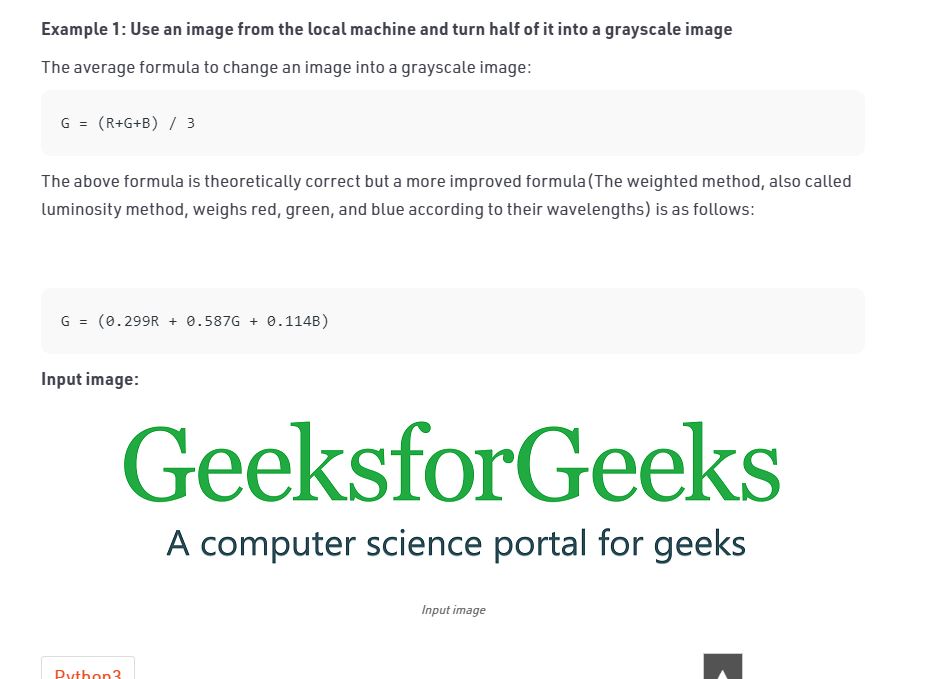 Example 1: Use an image from the local machine and turn half of it into a grayscale image
The average formula to change an image into a grayscale image:
G = (R+G+B) / 3
The above formula is theoretically correct but a more improved formula(The weighted method, also called
luminosity method, weighs red, green, and blue according to their wavelengths) is as follows:
G = (0.299R + 0.587G + 0.114B)
Input image:
GeeksforGeeks
A computer science portal for geeks
Input image
Python3